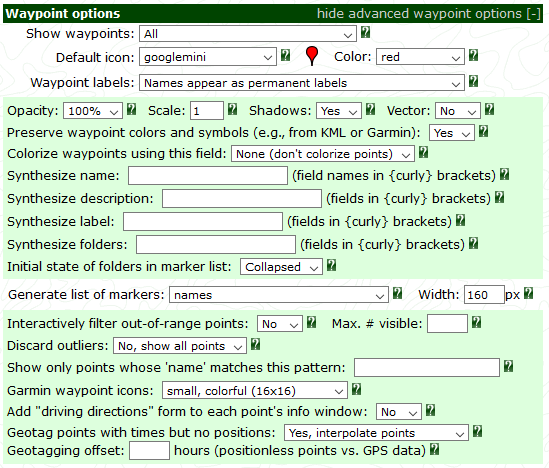 Waypoint options hide advanced waypoint options [-]
Show waypoints: All ?
Default icon: googlemini ? Color: red ?
Waypoint labels: Names appear as permanent labels ?
Opacity: 100% ? Scale: 1 ? Shadows: Yes ? Vector: No ?
Preserve waypoint colors and symbols (e.g., from KML or Garmin): Yes ?
Colorize waypoints using this field: None (don't colorize points) ?
Synthesize name: (field names in {curly} brackets) ?
Synthesize description: (fields in {curly} brackets) ?
Synthesize label: (fields in {curly} brackets) ?
Synthesize folders: (fields in {curly} brackets) ?
Initial state of folders in marker list: Collapsed ?
Generate list of markers: names ? Width: 160 px ?
Interactively filter out-of-range points: No ? Max. # visible: ?
Discard outliers: No, show all points ?
Show only points whose 'name' matches this pattern: ?
Garmin waypoint icons: small, colorful (16x16) ?
Add "driving directions" form to each point's info window: No ?
Geotag points with times but no positions: Yes, interpolate points ?
Geotagging offset: hours (positionless points vs. GPS data) ?